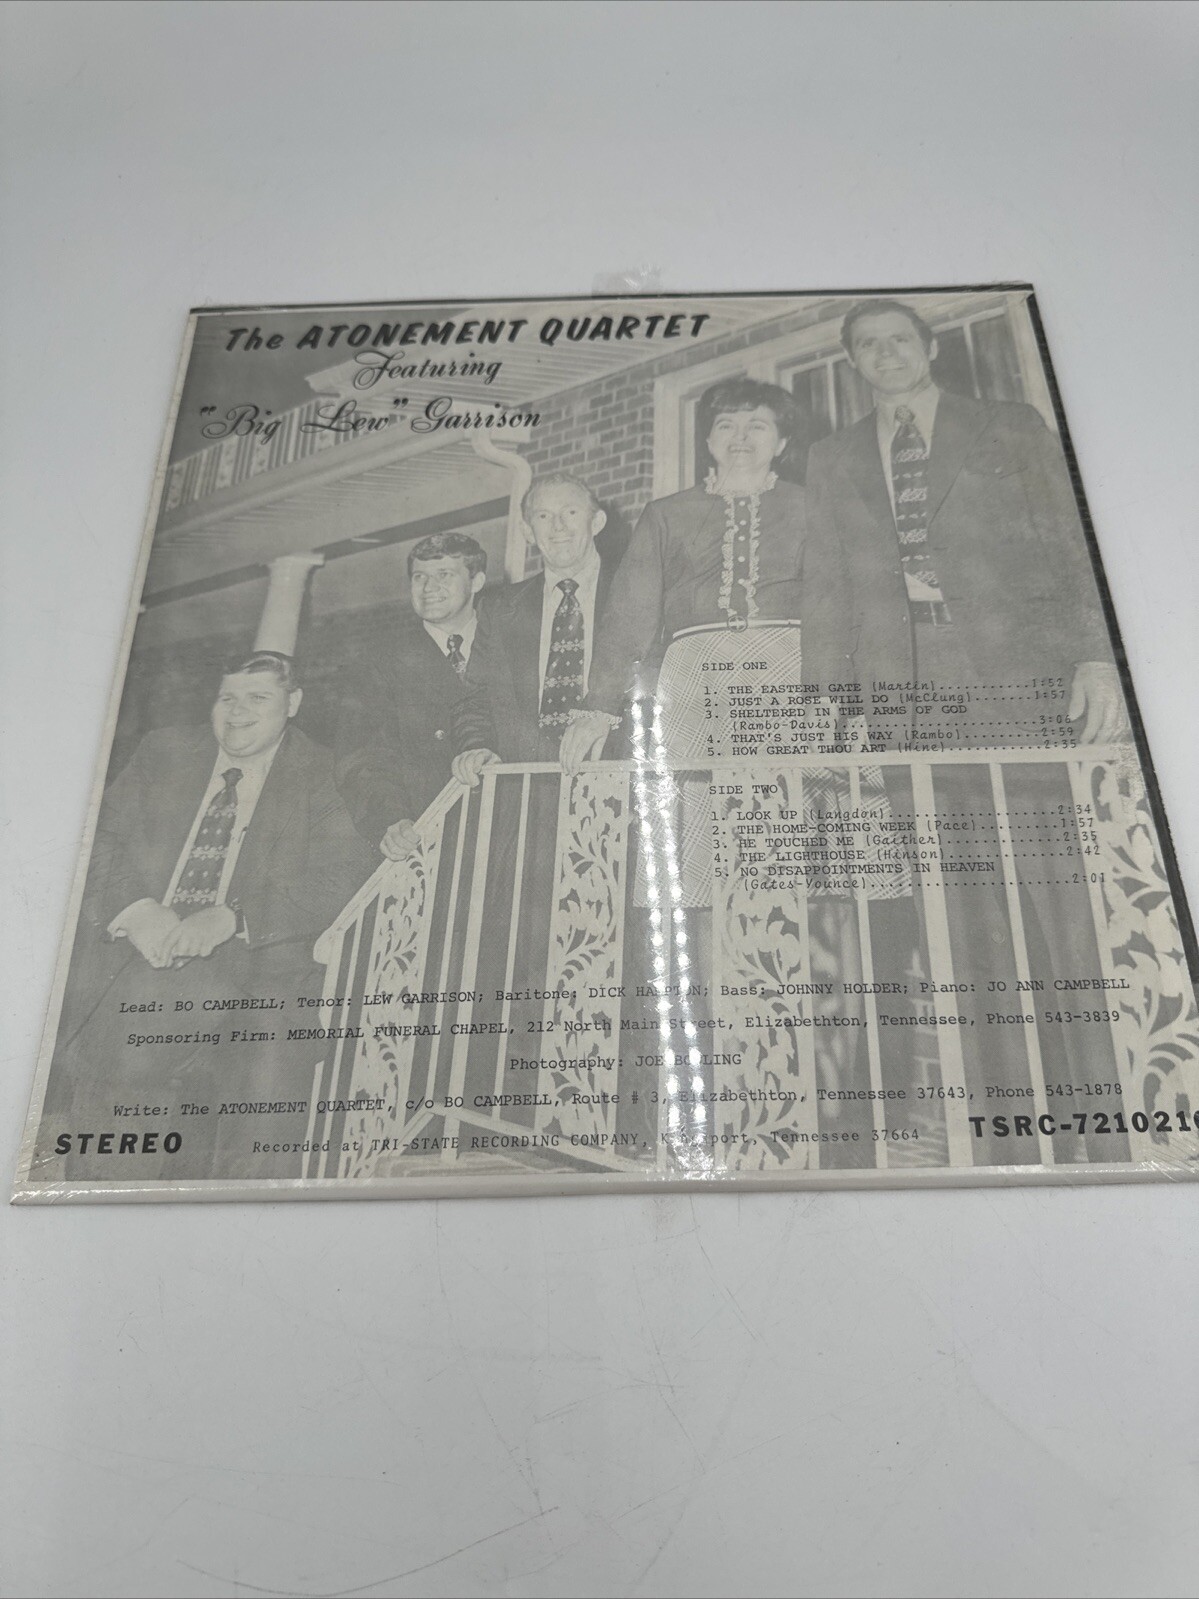 The ATONEMENT QUARTET
Featuring
"Big Lew" Garrison
SIDE ONE
1. THE EASTERN GATE (Martin)...........1:52
2. JUST A ROSE WILL DO (McClung).......1:57
3. SHELTERED IN THE ARMS OF GOD
(Rambo-Davis)......................3:06
4. THAT'S JUST HIS WAY (Rambo).........2:59
5. HOW GREAT THOU ART (Hine)...........2:35
SIDE TWO
1. LOOK UP (Langdon)...................2:34
2. THE HOME-COMING WEEK (Pace).........1:57
3. HE TOUCHED ME (Gaither).............2:35
4. THE LIGHTHOUSE (Hinson).............2:42
5. NO DISAPPOINTMENTS IN HEAVEN
(Gates-Younce)......................2:01
Lead: BO CAMPBELL; Tenor: LEW GARRISON; Baritone: DICK; Bass: JOHNNY HOLDER; Piano: JO ANN CAMPBELL
Sponsoring Firm: MEMORIAL FUNERAL CHAPEL, 212 North Main Street, Elizabethton, Tennessee, Phone 543-3839
Photography: JOE BOWLING
Write: The ATONEMENT QUARTET, c/o BO CAMPBELL, Route # 3, Elizabethton, Tennessee 37643, Phone 543-1878
STEREO
Recorded at TRI-STATE RECORDING COMPANY, Kingsport, Tennessee 37664
TSRC-721021